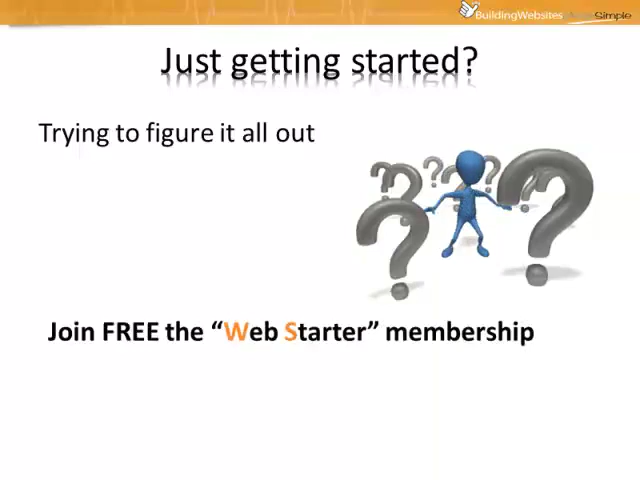 BuildingWebsites Simple
Just getting started?
Trying to figure it all out
Join FREE the “Web Starter” membership